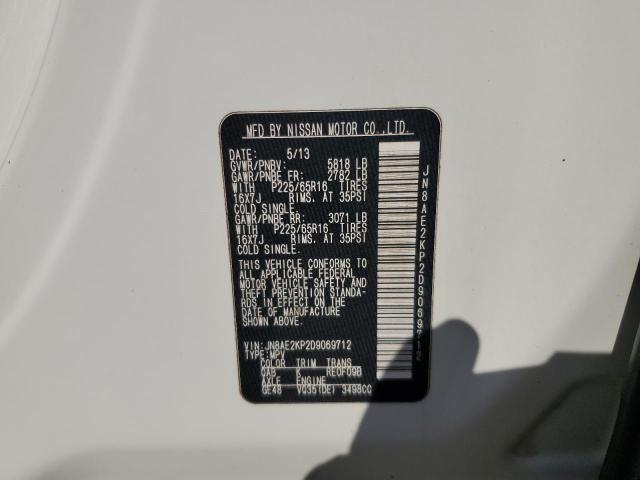 MFD BY NISSAN MOTOR CO.,LTD.
DATE: 5/13
GVWR/PNBV: 5818 LB
GAWR/PNBE FR: 2782 LB
WITH P225/65R16 TIRES
16X7J RIMS. AT 35PSI
COLD SINGLE.
GAWR/PNBE RR: 3071 LB
WITH P225/65R16 TIRES
16X7J RIMS. AT 35PSI
COLD SINGLE.
THIS VEHICLE CONFORMS TO
ALL APPLICABLE FEDERAL
MOTOR VEHICLE SAFETY AND
THEFT PREVENTION STANDA-
RDS IN EFFECT ON THE
DATE OF MANUFACTURE
SHOWN ABOVE.
VIN: JN8AE2KP2D9069712
TYPE: MPV
COLOR TRIM TRANS
QAB K RE0F09B
AXLE ENGINE
GE48 VQ35(DE) 3498CC
JN8AE2KP2D9069712